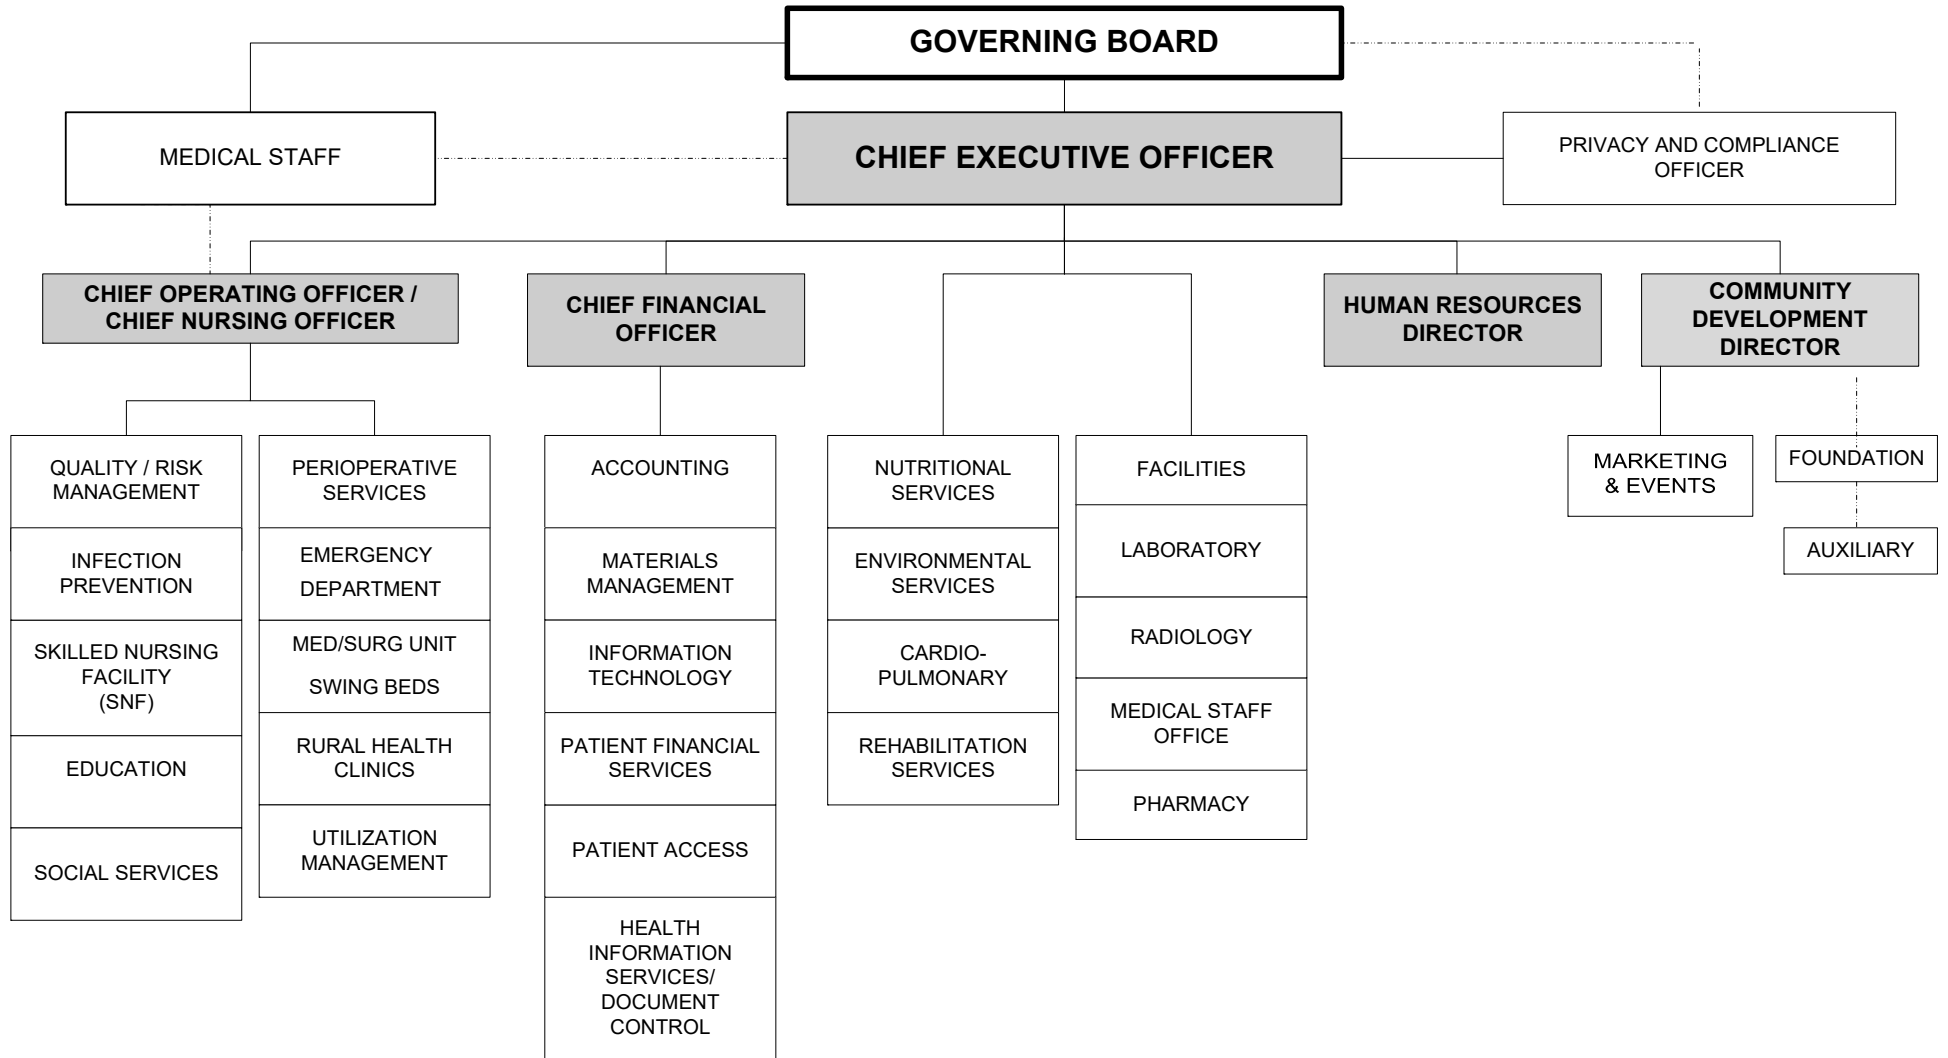 GOVERNING BOARD
MEDICAL STAFF
CHIEF EXECUTIVE OFFICER
PRIVACY AND COMPLIANCE
OFFICER
CHIEF OPERATING OFFICER /
CHIEF NURSING OFFICER
CHIEF FINANCIAL
OFFICER
HUMAN RESOURCES
DIRECTOR
COMMUNITY
DEVELOPMENT
DIRECTOR
QUALITY / RISK
MANAGEMENT
INFECTION
PREVENTION
SKILLED NURSING
FACILITY
(SNF)
EDUCATION
SOCIAL SERVICES
PERIOPERATIVE
SERVICES
EMERGENCY
DEPARTMENT
MED/SURG UNIT
SWING BEDS
RURAL HEALTH
CLINICS
UTILIZATION
MANAGEMENT
ACCOUNTING
MATERIALS
MANAGEMENT
INFORMATION
TECHNOLOGY
PATIENT FINANCIAL
SERVICES
PATIENT ACCESS
HEALTH
INFORMATION
SERVICES/
DOCUMENT
CONTROL
NUTRITIONAL
SERVICES
ENVIRONMENTAL
SERVICES
CARDIO-
PULMONARY
REHABILITATION
SERVICES
FACILITIES
LABORATORY
RADIOLOGY
MEDICAL STAFF
OFFICE
PHARMACY
MARKETING
& EVENTS
FOUNDATION
AUXILIARY